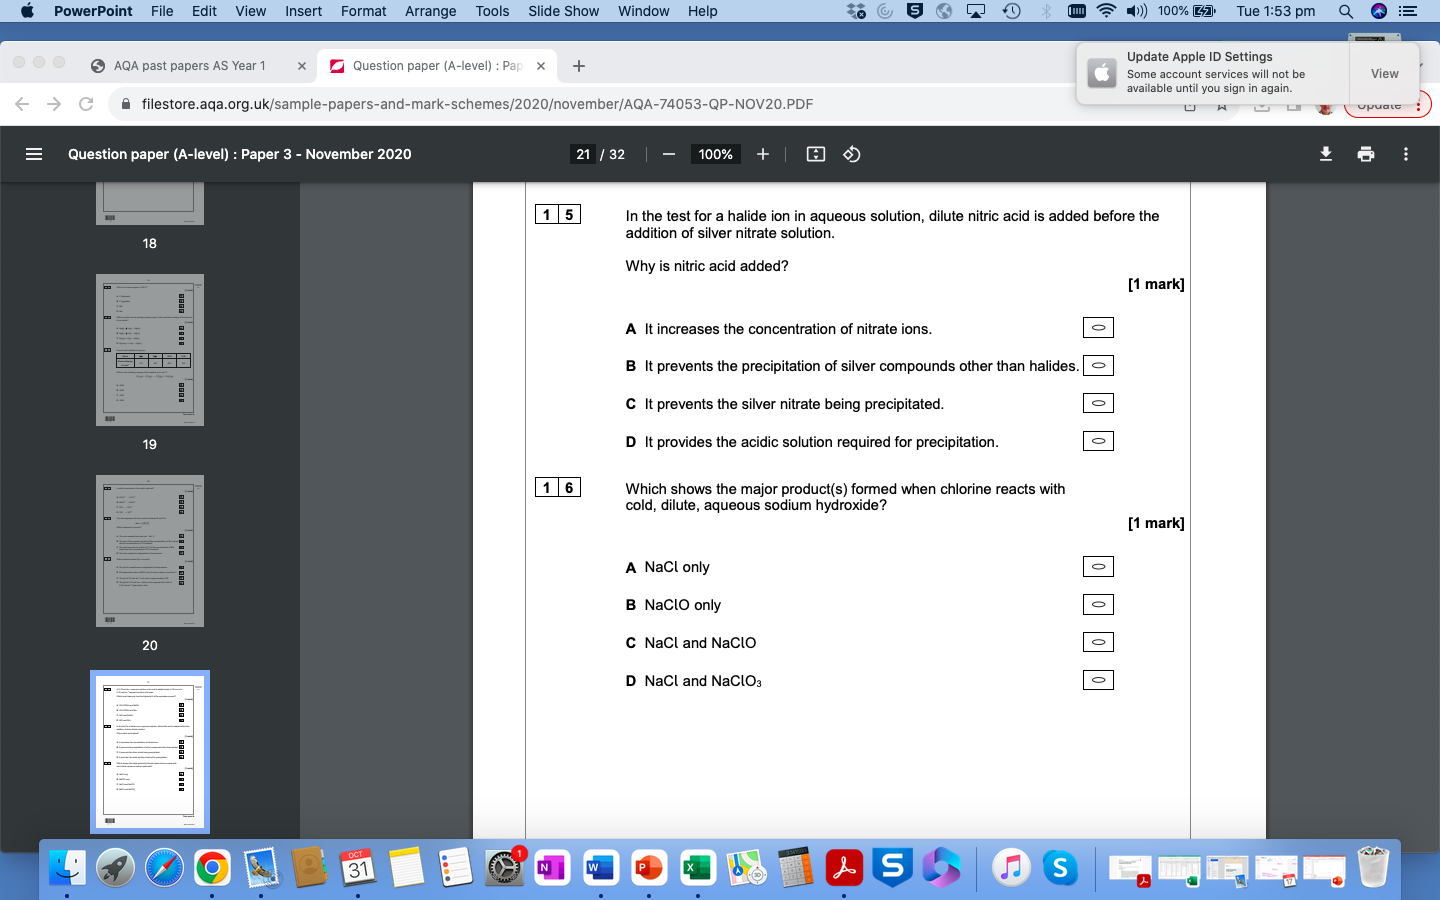 PowerPoint File Edit View Insert Format Arrange Tools Slide Show Window Help 100% Tue 1:53 pm
AQA past papers AS Year 1 × Question paper (A-level) : Pap × +
Update Apple ID Settings
Some account services will not be
available until you sign in again.
View
filestore.aqa.org.uk/sample-papers-and-mark-schemes/2020/november/AQA-74053-QP-NOV20.PDF
Update
Question paper (A-level) : Paper 3 - November 2020 21 / 32 — 100% +
18
19
20
1 5 In the test for a halide ion in aqueous solution, dilute nitric acid is added before the
addition of silver nitrate solution.
Why is nitric acid added?
[1 mark]
A It increases the concentration of nitrate ions.
B It prevents the precipitation of silver compounds other than halides.
C It prevents the silver nitrate being precipitated.
D It provides the acidic solution required for precipitation.
1 6 Which shows the major product(s) formed when chlorine reacts with
cold, dilute, aqueous sodium hydroxide?
[1 mark]
A NaCl only
B NaClO only
C NaCl and NaClO
D NaCl and NaClO₃
OCT
31
1
N W P X S S
3D
17